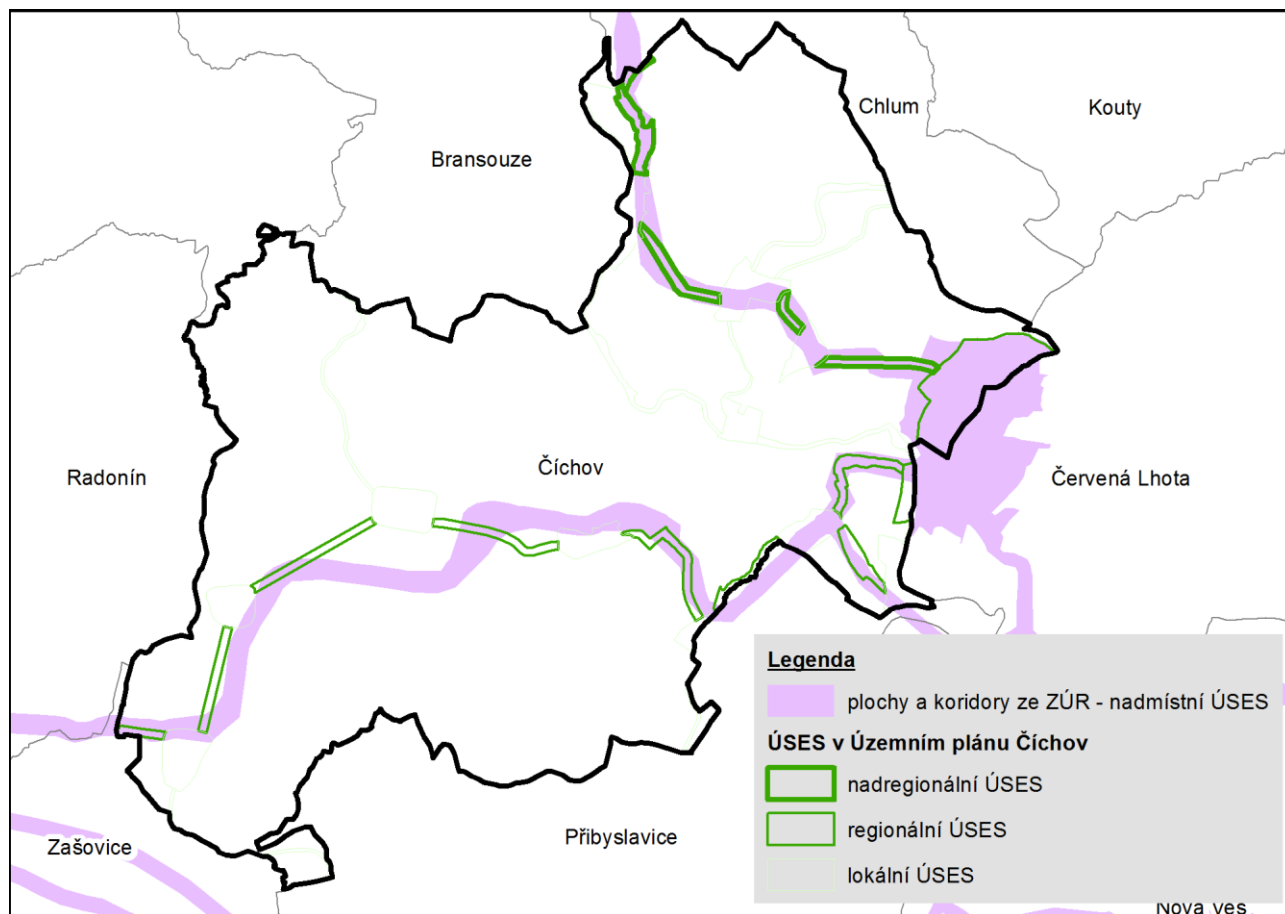 Chlum
Kouty
Bransouze
Radonín
Číchov
Červená Lhota
Zašovice
Přibyslavice
Legenda
plochy a koridory ze ZÚR - nadmístní ÚSES
ÚSES v Územním plánu Číchov
nadregionální ÚSES
regionální ÚSES
lokální ÚSES
Nová Ves